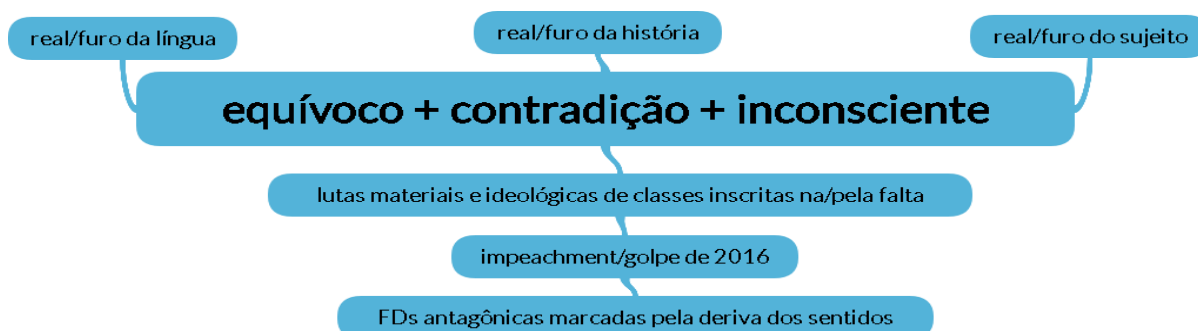 real/furo da língua
real/furo da história
real/furo do sujeito
equívoco + contradição + inconsciente
lutas materiais e ideológicas de classes inscritas na/pela falta
impeachment/golpe de 2016
FDs antagônicas marcadas pela deriva dos sentidos